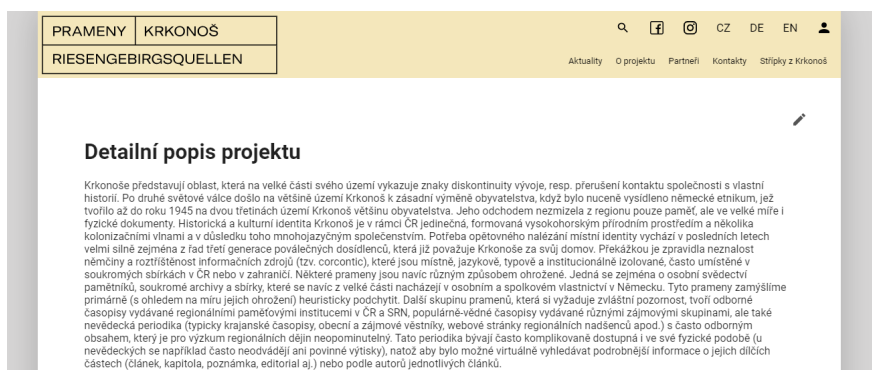 PRAMENY KRKONOŠ
RIESENGEBIRGSQUELLEN
CZ DE EN
Aktuality O projektu Partneři Kontakty Střípky z Krkonoš
Detailní popis projektu
Krkonoše představují oblast, která na velké části svého území vykazuje znaky diskontinuity vývoje, resp. přerušení kontaktu společnosti s vlastní
historií. Po druhé světové válce došlo na většině území Krkonoš k zásadní výměně obyvatelstva, když bylo nuceně vysídleno německé etnikum, jež
tvořilo až do roku 1945 na dvou třetinách území Krkonoš většinu obyvatelstva. Jeho odchodem nezmizela z regionu pouze paměť, ale ve velké míře i
fyzické dokumenty. Historická a kulturní identita Krkonoš je v rámci ČR jedinečná, formovaná vysokohorským přírodním prostředím a několika
kolonizačními vlnami a v důsledku toho mnohojazyčným společenstvím. Potřeba opětovného nalézání místní identity vychází v posledních letech
velmi silně zejména z řad třetí generace poválečných dosídlenců, která již považuje Krkonoše za svůj domov. Překážkou je zpravidla neznalost
němčiny a roztříštěnost informačních zdrojů (tzv. corcontic), které jsou místně, jazykově, typově a institucionálně izolované, často umístěné v
soukromých sbírkách v ČR nebo v zahraničí. Některé prameny jsou navíc různým způsobem ohrožené. Jedná se zejména o osobní svědectví
pamětníků, soukromé archivy a sbírky, které se navíc z velké části nacházejí v osobním a spolkovém vlastnictví v Německu. Tyto prameny zamýšlíme
primárně (s ohledem na míru jejich ohrožení) heuristicky podchytit. Další skupinu pramenů, která si vyžaduje zvláštní pozornost, tvoří odborné
časopisy vydávané regionálními paměťovými institucemi v ČR a SRN, populárně-vědné časopisy vydávané různými zájmovými skupinami, ale také
nevědecká periodika (typicky krajanské časopisy, obecní a zájmové věstníky, webové stránky regionálních nadšenců apod.) s často odborným
obsahem, který je pro výzkum regionálních dějin neopominutelný. Tato periodika bývají často komplikovaně dostupná i ve své fyzické podobě (u
nevědeckých se například často neodvádějí ani povinné výtisky), natož aby bylo možné virtuálně vyhledávat podrobnější informace o jejich dílčích
částech (článek, kapitola, poznámka, editorial aj.) nebo podle autorů jednotlivých článků.